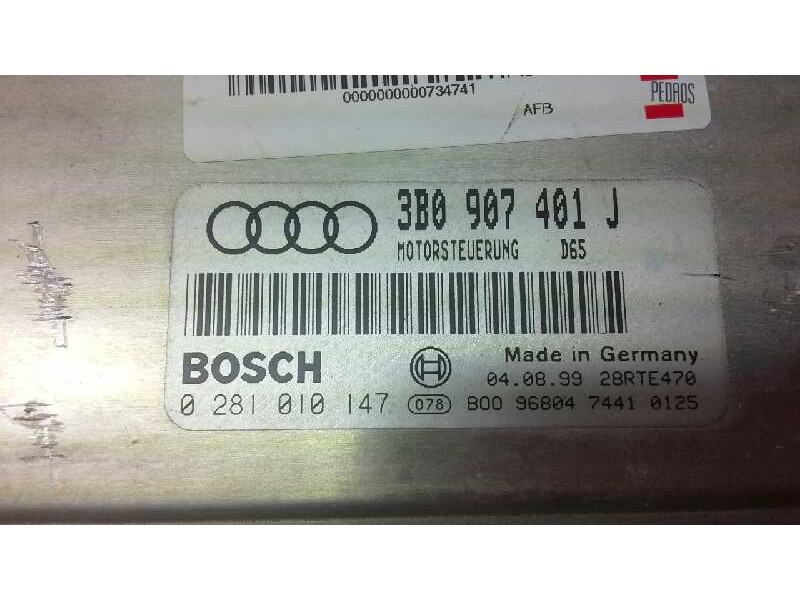 0000000000734741
AFB
PEDROS
3B0 907 401 J
MOTORSTEUERUNG D65
BOSCH
Made in Germany
04.08.99 28RTE470
0 281 010 147 078 B00 96804 7441 0125